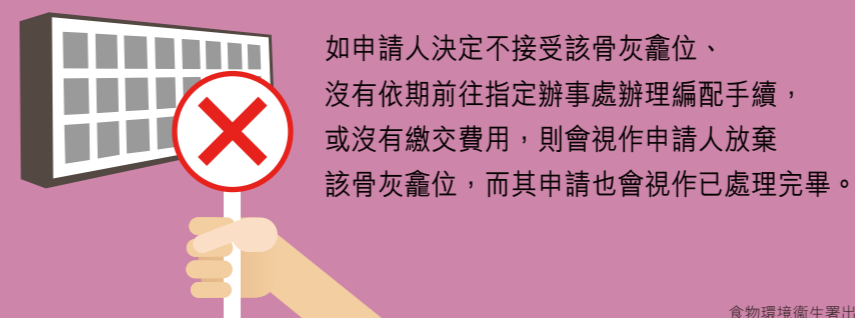 如申請人決定不接受該骨灰龕位、
沒有依期前往指定辦事處辦理編配手續，
或沒有繳交費用，則會視作申請人放棄
該骨灰龕位，而其申請也會視作已處理完畢。
食物環境衞生署出